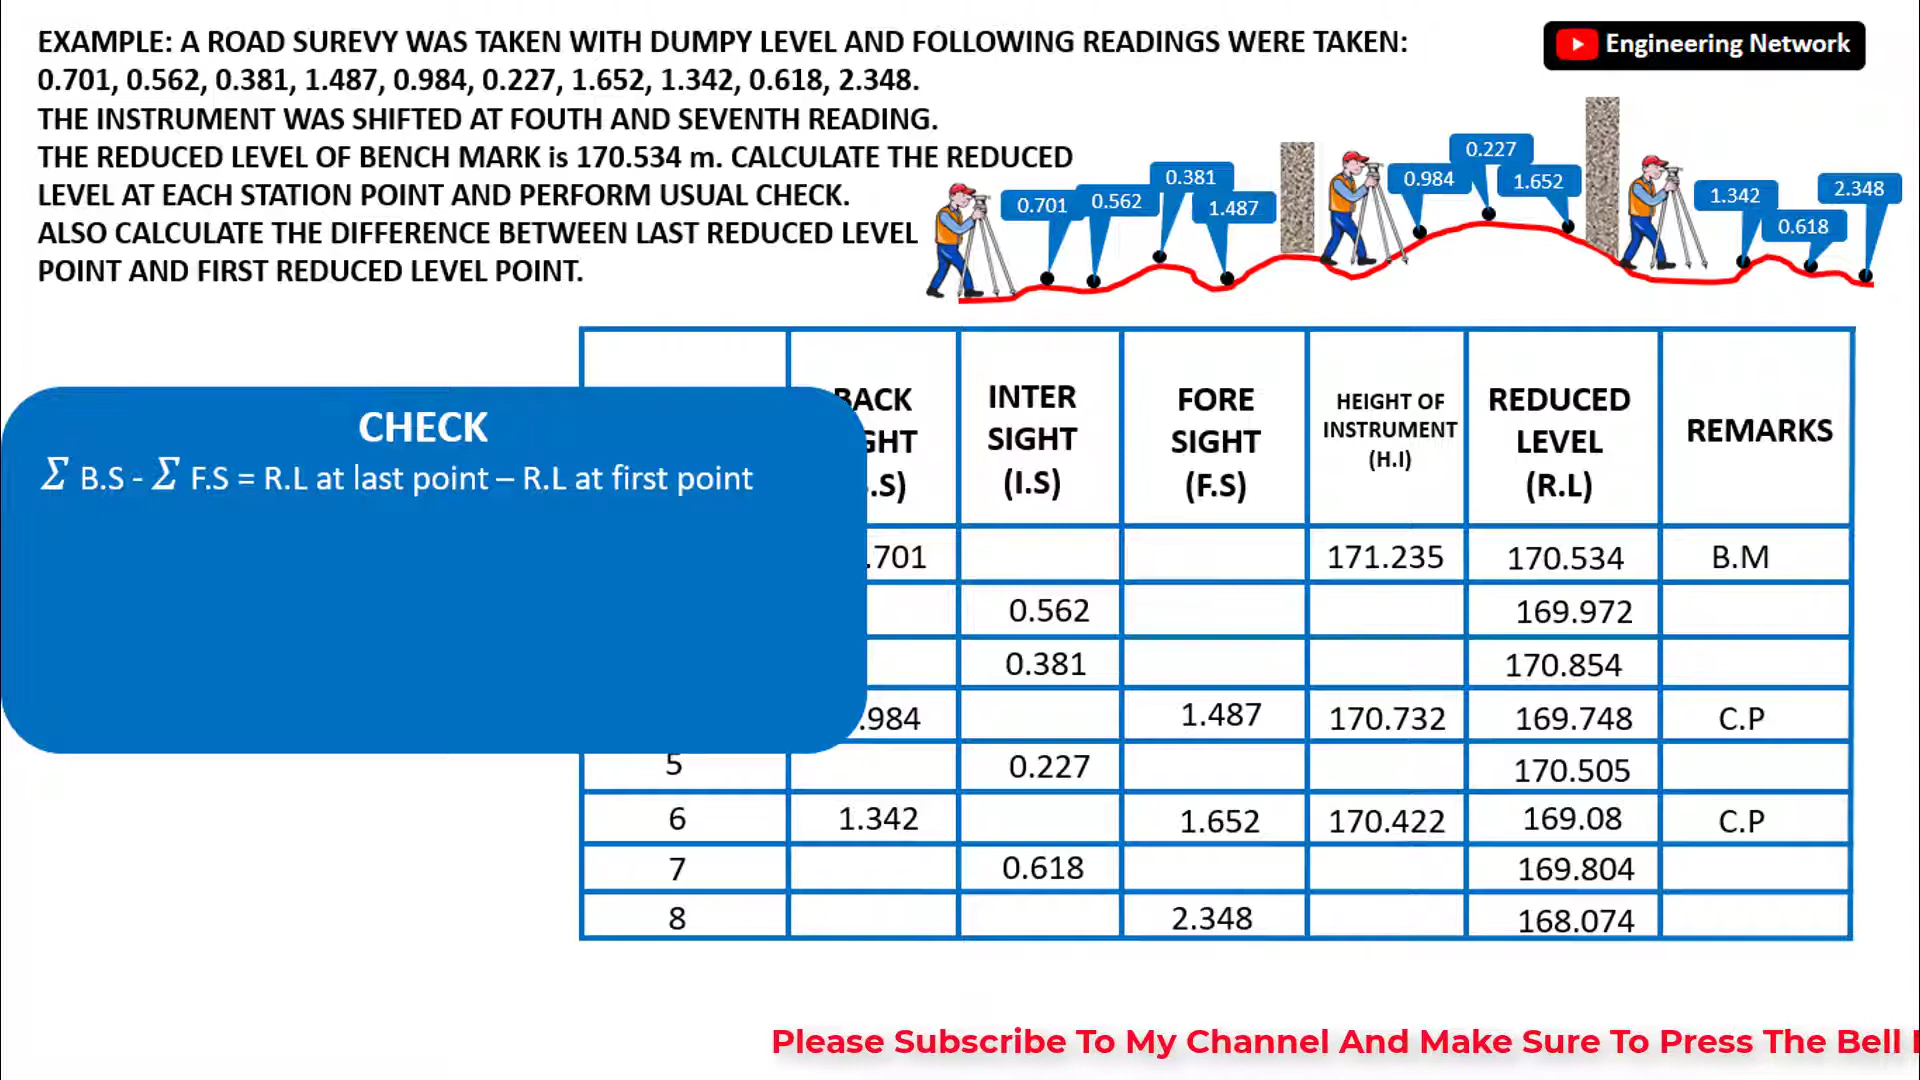 EXAMPLE: A ROAD SUREVY WAS TAKEN WITH DUMPY LEVEL AND FOLLOWING READINGS WERE TAKEN:
0.701, 0.562, 0.381, 1.487, 0.984, 0.227, 1.652, 1.342, 0.618, 2.348.
THE INSTRUMENT WAS SHIFTED AT FOUTH AND SEVENTH READING.
THE REDUCED LEVEL OF BENCH MARK is 170.534 m. CALCULATE THE REDUCED
LEVEL AT EACH STATION POINT AND PERFORM USUAL CHECK.
ALSO CALCULATE THE DIFFERENCE BETWEEN LAST REDUCED LEVEL
POINT AND FIRST REDUCED LEVEL POINT.
Engineering Network
0.701 0.562 0.381 1.487 0.984 0.227 1.652 1.342 0.618 2.348
CHECK
Σ B.S - Σ F.S = R.L at last point – R.L at first point
BACK INTER FORE HEIGHT OF REDUCED
GHT SIGHT SIGHT INSTRUMENT LEVEL REMARKS
.S) (I.S) (F.S) (H.I) (R.L)
.701 171.235 170.534 B.M
0.562 169.972
0.381 170.854
.984 1.487 170.732 169.748 C.P
5 0.227 170.505
6 1.342 1.652 170.422 169.08 C.P
7 0.618 169.804
8 2.348 168.074
Please Subscribe To My Channel And Make Sure To Press The Bell